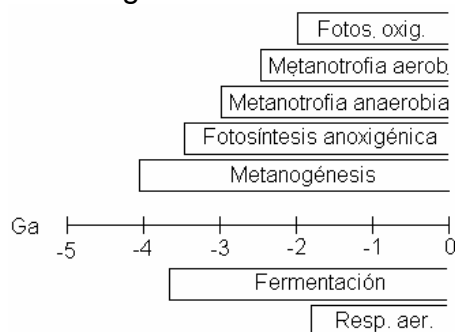 Fotos. oxig.
Metanotrofia aerob.
Metanotrofia anaerobia
Fotosíntesis anoxigénica
Metanogénesis
Ga
-5 -4 -3 -2 -1 0
Fermentación
Resp. aer.